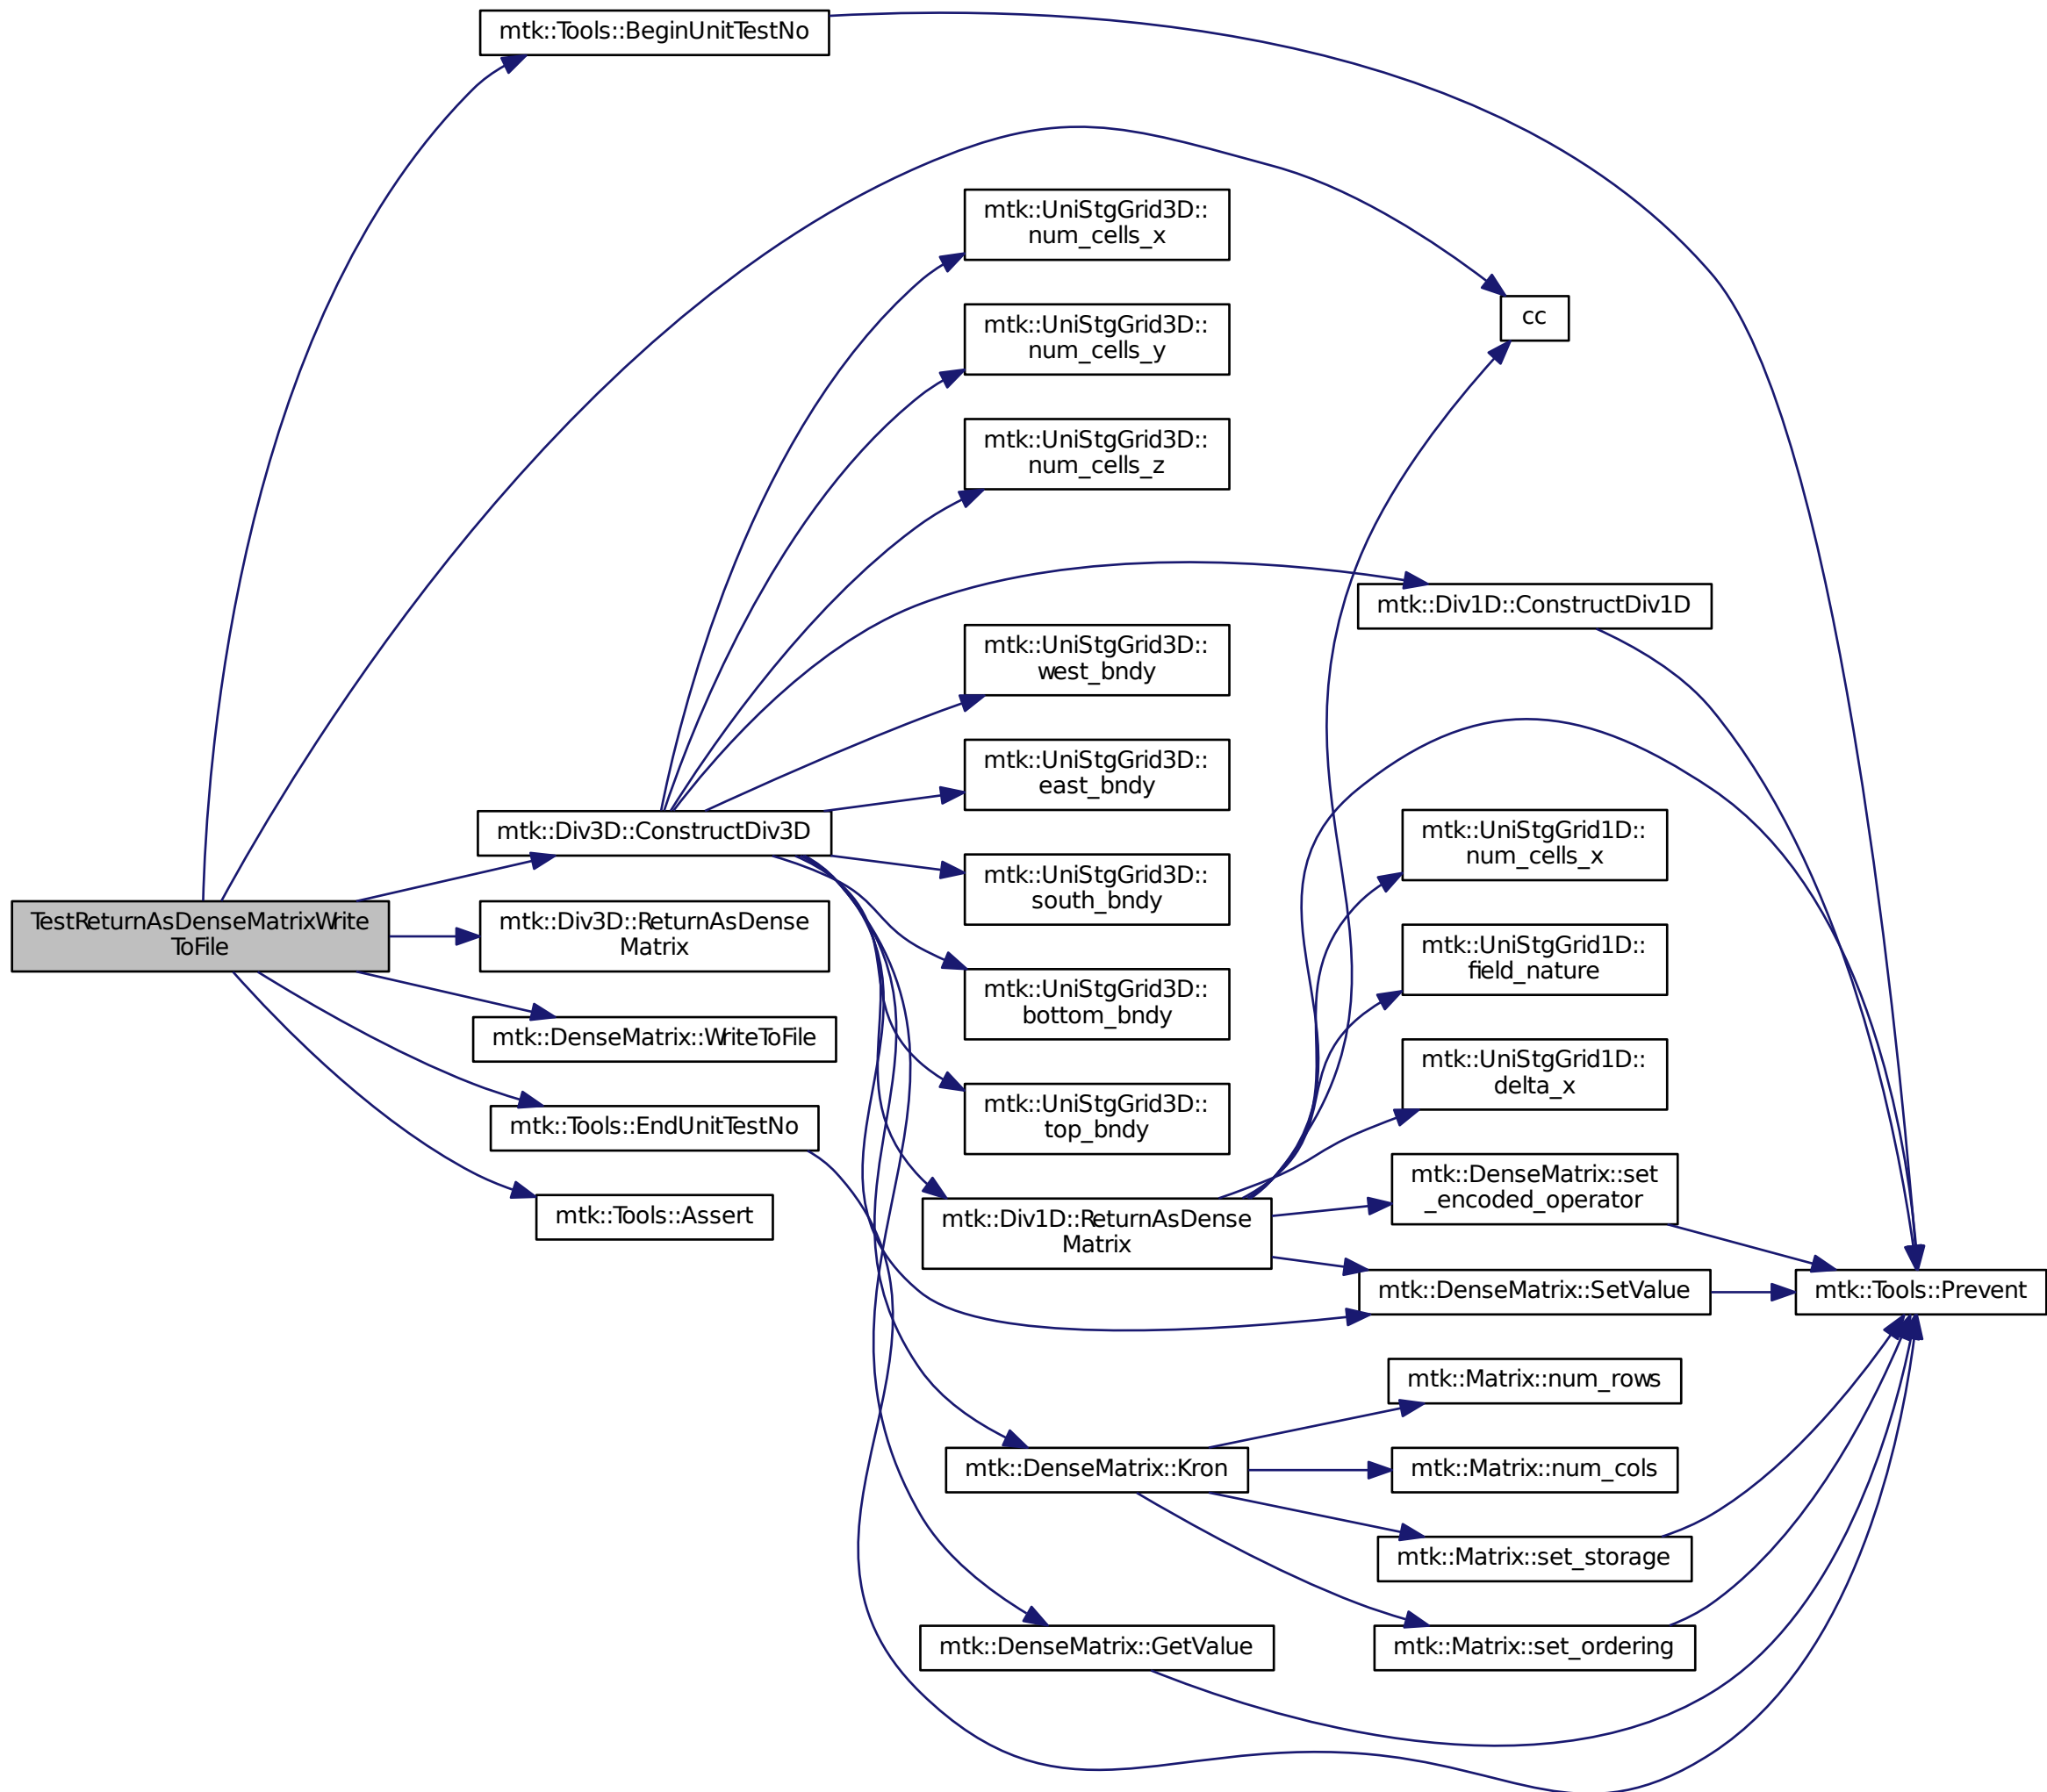 mtk::Tools::BeginUnitTestNo
mtk::UniStgGrid3D::
num_cells_x
cc
mtk::UniStgGrid3D::
num_cells_y
mtk::UniStgGrid3D::
num_cells_z
mtk::Div1D::ConstructDiv1D
mtk::UniStgGrid3D::
west_bndy
mtk::UniStgGrid3D::
east_bndy
mtk::Div3D::ConstructDiv3D
mtk::UniStgGrid1D::
num_cells_x
mtk::UniStgGrid3D::
south_bndy
TestReturnAsDenseMatrixWrite
ToFile
mtk::Div3D::ReturnAsDense
Matrix
mtk::UniStgGrid1D::
field_nature
mtk::UniStgGrid3D::
bottom_bndy
mtk::DenseMatrix::WriteToFile
mtk::UniStgGrid1D::
delta_x
mtk::UniStgGrid3D::
top_bndy
mtk::Tools::EndUnitTestNo
mtk::DenseMatrix::set
_encoded_operator
mtk::Tools::Assert
mtk::Div1D::ReturnAsDense
Matrix
mtk::DenseMatrix::SetValue
mtk::Tools::Prevent
mtk::Matrix::num_rows
mtk::DenseMatrix::Kron
mtk::Matrix::num_cols
mtk::Matrix::set_storage
mtk::DenseMatrix::GetValue
mtk::Matrix::set_ordering